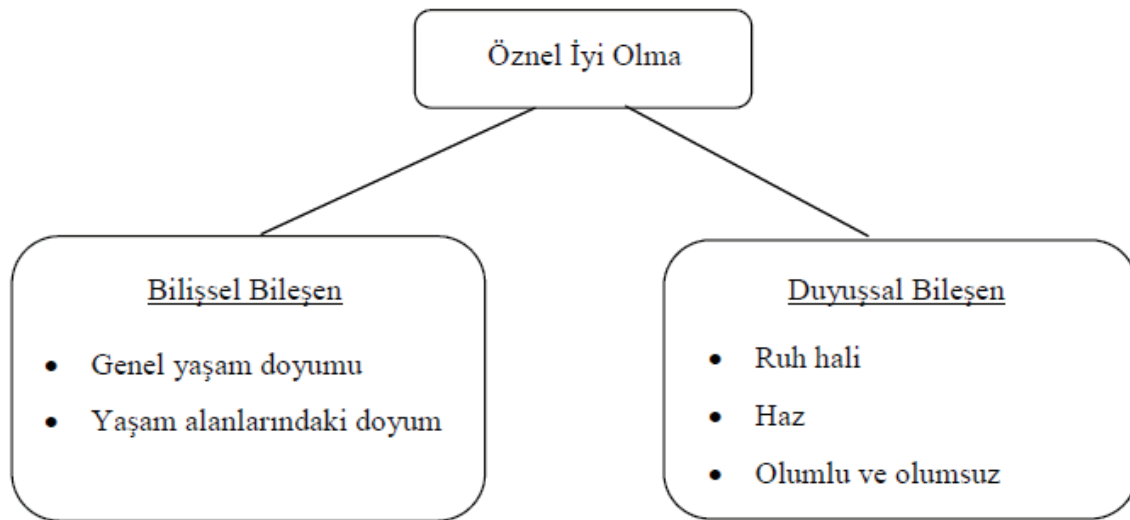 Öznel İyi Olma
Bilişsel Bileşen
• Genel yaşam doyumu
• Yaşam alanlarındaki doyum
Duyuşsal Bileşen
• Ruh hali
• Haz
• Olumlu ve olumsuz